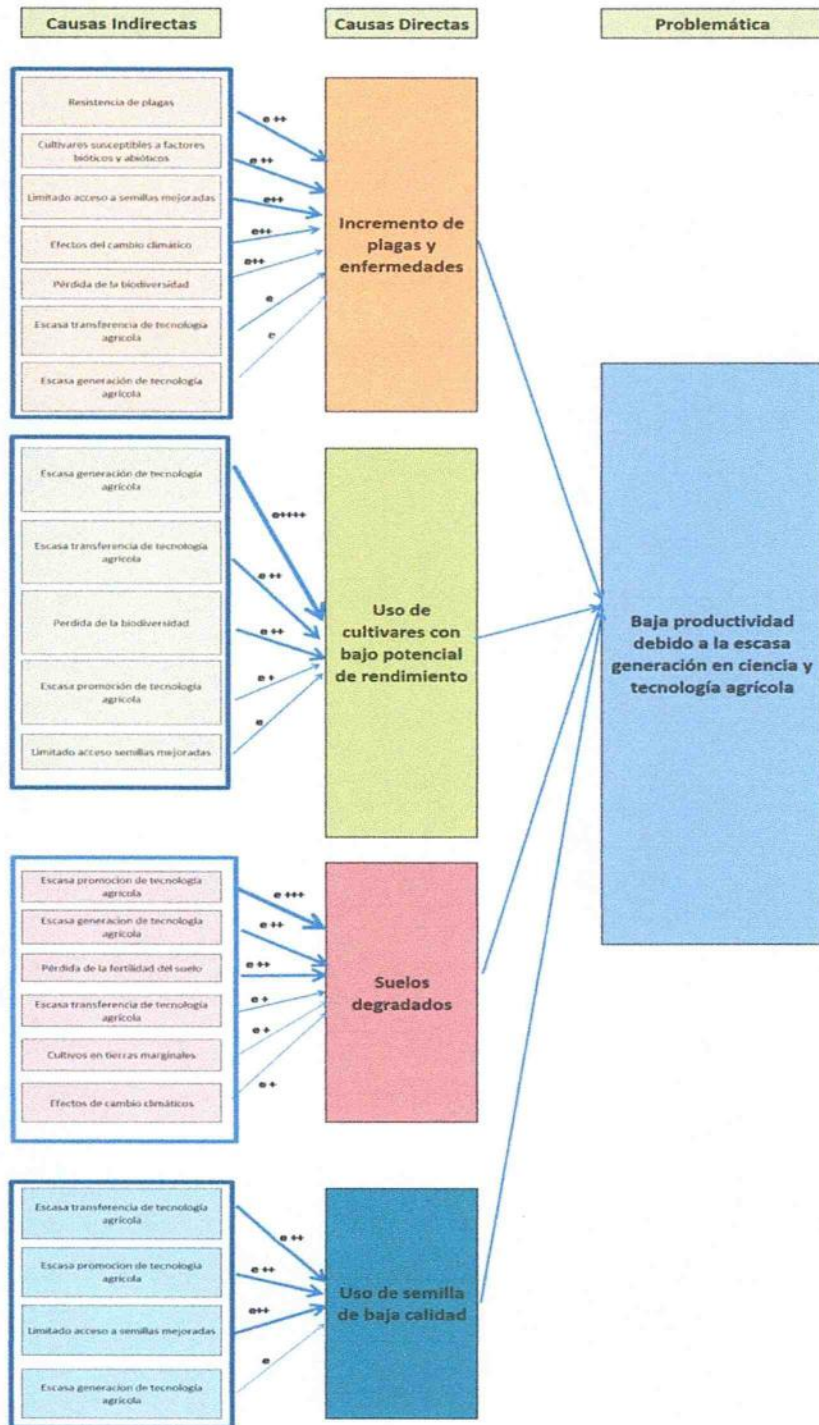 Causas Indirectas
Causas Directas
Problemática
Resistencia de plagas
Cultivares susceptibles a factores
bióticos y abióticos
Limitado acceso a semillas mejoradas
Efectos del cambio climático
Pérdida de la biodiversidad
Escasa transferencia de tecnología
agrícola
Escasa generación de tecnología
agrícola
e ++
e ++
e++
e++
e++
e
e
Incremento de
plagas y
enfermedades
Escasa generación de tecnología
agrícola
Escasa transferencia de tecnología
agrícola
Perdida de la biodiversidad
Escasa promoción de tecnología
agrícola
Limitado acceso semillas mejoradas
e++++
e ++
e ++
e +
e
Uso de
cultivares con
bajo potencial
de rendimiento
Baja productividad
debido a la escasa
generación en ciencia y
tecnología agrícola
Escasa promocion de tecnología
agrícola
Escasa generacion de tecnología
agrícola
Pérdida de la fertilidad del suelo
Escasa transferencia de tecnología
agrícola
Cultivos en tierras marginales
Efectos de cambio climáticos
e +++
e ++
e ++
e +
e +
e +
Suelos
degradados
Escasa transferencia de tecnología
agrícola
Escasa promocion de tecnología
agrícola
Limitado acceso a semillas mejoradas
Escasa generacion de tecnología
agrícola
e ++
e ++
e++
e
Uso de semilla
de baja calidad